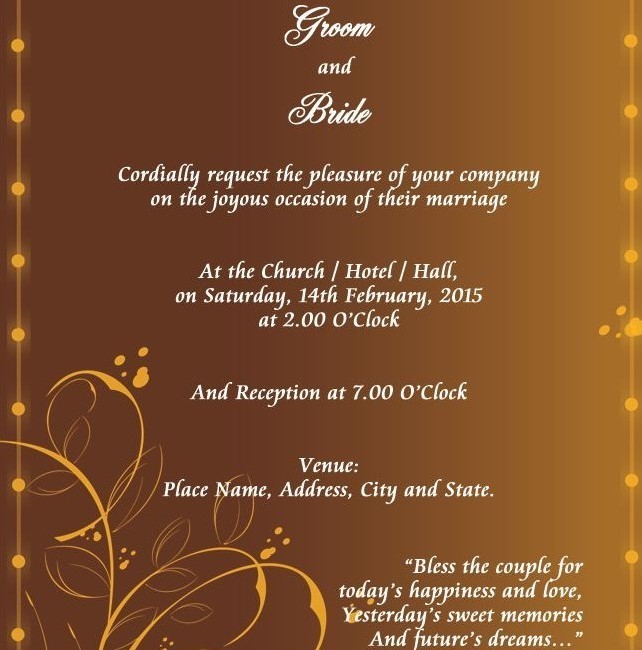 Groom
and
Bride
Cordially request the pleasure of your company
on the joyous occasion of their marriage
At the Church / Hotel / Hall,
on Saturday, 14th February, 2015
at 2.00 O'Clock
And Reception at 7.00 O'Clock
Venue:
Place Name, Address, City and State.
“Bless the couple for
today's happiness and love,
Yesterday's sweet memories
And future's dreams...”